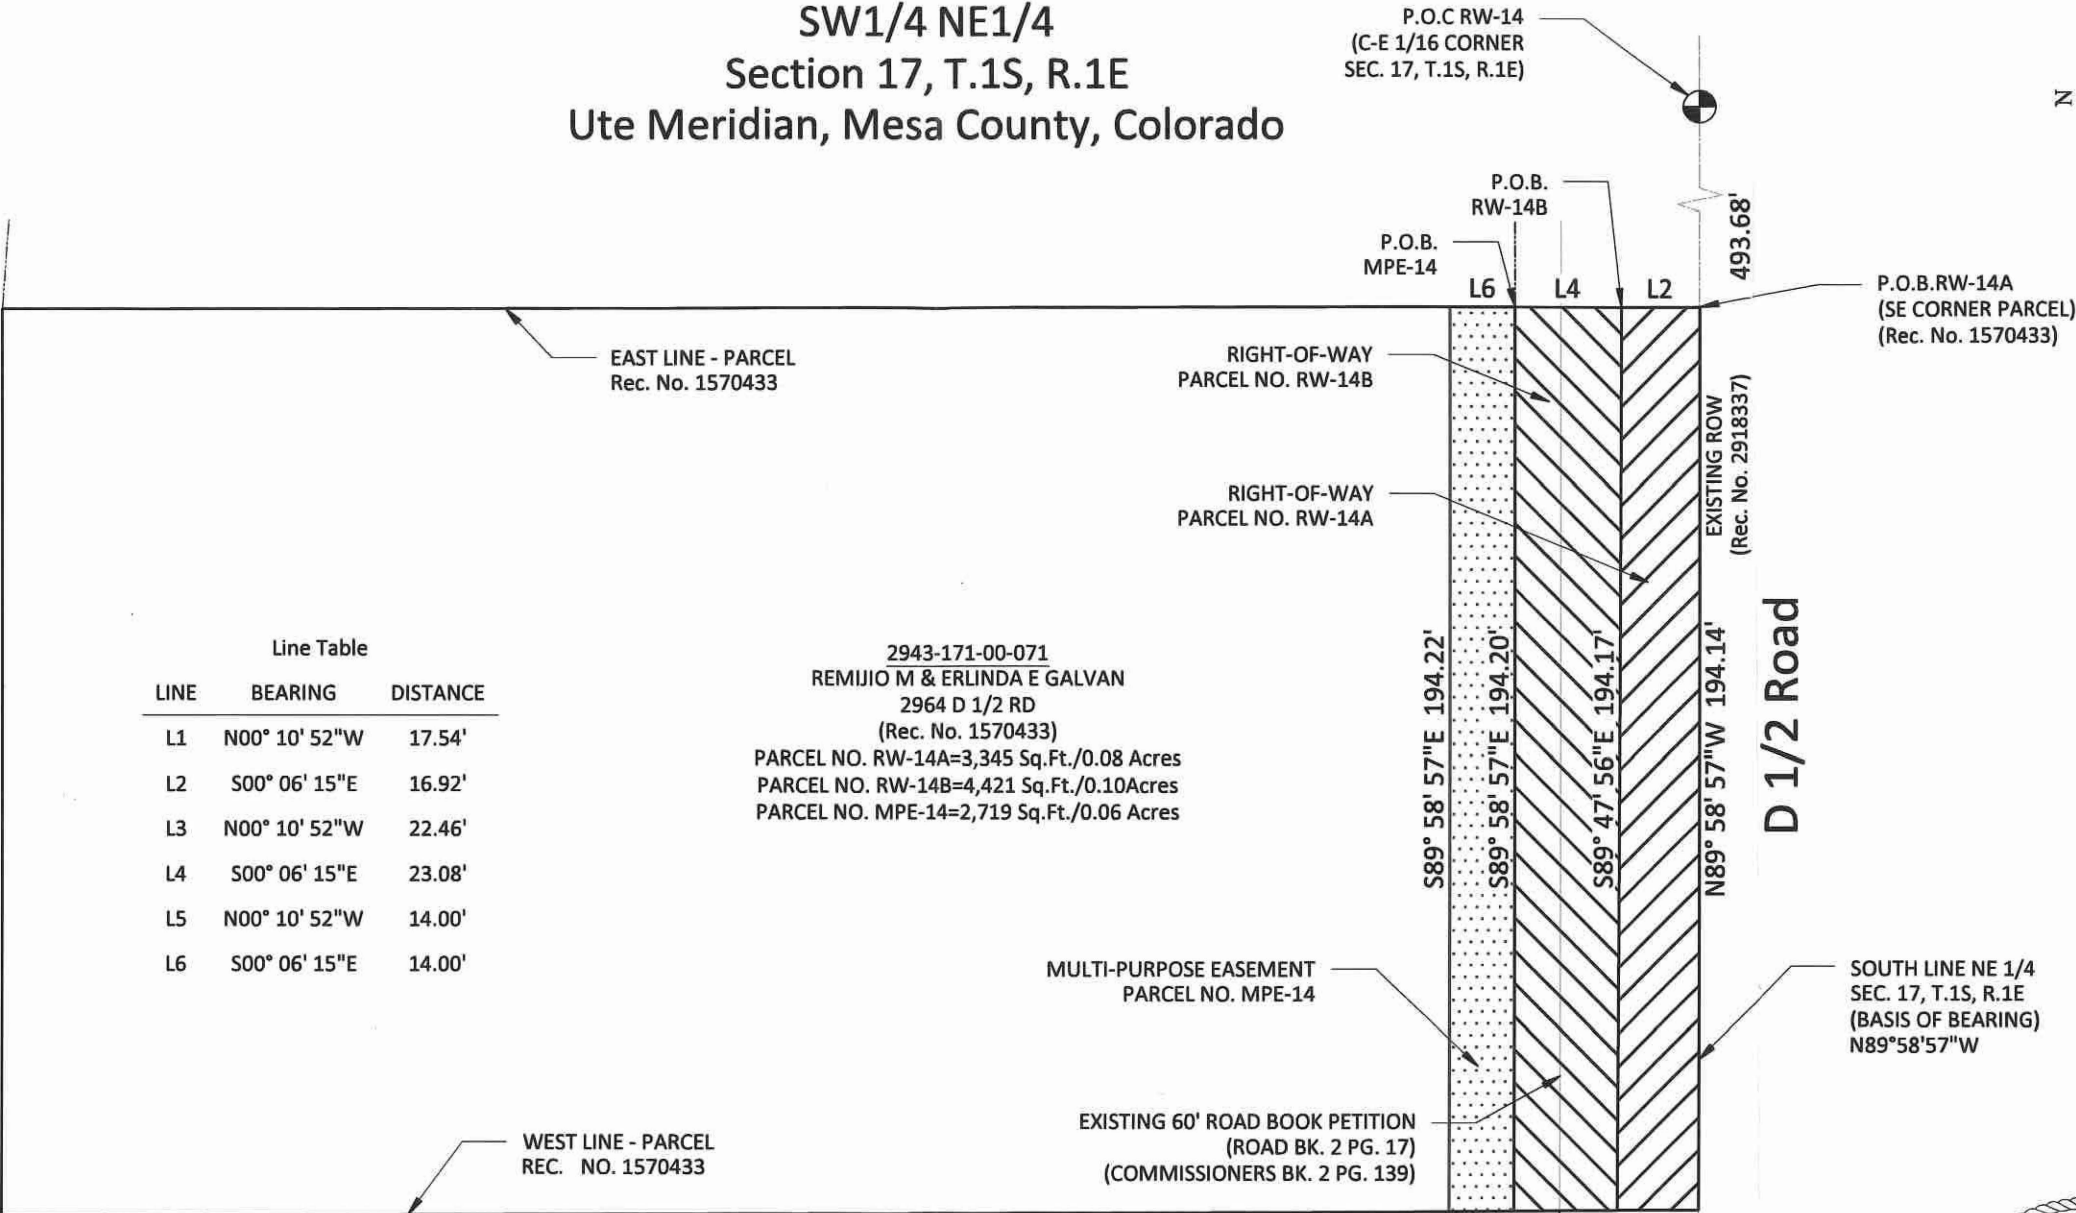 SW1/4 NE1/4
Section 17, T.1S, R.1E
Ute Meridian, Mesa County, Colorado
P.O.C RW-14
(C-E 1/16 CORNER
SEC. 17, T.1S, R.1E)
N
P.O.B.
RW-14B
493.68'
P.O.B.
MPE-14
L6
L4
L2
P.O.B.RW-14A
(SE CORNER PARCEL)
(Rec. No. 1570433)
EAST LINE - PARCEL
Rec. No. 1570433
RIGHT-OF-WAY
PARCEL NO. RW-14B
EXISTING ROW
(Rec. No. 2918337)
RIGHT-OF-WAY
PARCEL NO. RW-14A
Line Table
LINE BEARING DISTANCE
L1 N00° 10' 52"W 17.54'
L2 S00° 06' 15"E 16.92'
L3 N00° 10' 52"W 22.46'
L4 S00° 06' 15"E 23.08'
L5 N00° 10' 52"W 14.00'
L6 S00° 06' 15"E 14.00'
2943-171-00-071
REMIJIO M & ERLINDA E GALVAN
2964 D 1/2 RD
(Rec. No. 1570433)
PARCEL NO. RW-14A=3,345 Sq.Ft./0.08 Acres
PARCEL NO. RW-14B=4,421 Sq.Ft./0.10Acres
PARCEL NO. MPE-14=2,719 Sq.Ft./0.06 Acres
S89° 58' 57"E 194.22'
S89° 58' 57"E 194.20'
S89° 47' 56"E 194.17'
N89° 58' 57"W 194.14'
D 1/2 Road
MULTI-PURPOSE EASEMENT
PARCEL NO. MPE-14
SOUTH LINE NE 1/4
SEC. 17, T.1S, R.1E
(BASIS OF BEARING)
N89°58'57"W
EXISTING 60' ROAD BOOK PETITION
(ROAD BK. 2 PG. 17)
(COMMISSIONERS BK. 2 PG. 139)
WEST LINE - PARCEL
REC. NO. 1570433